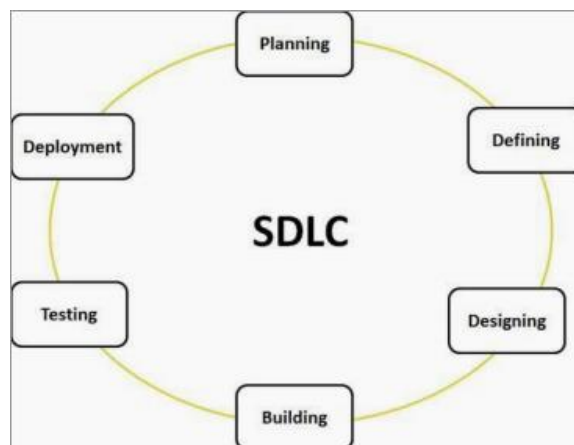 Planning
Defining
Designing
Building
Testing
Deployment
SDLC